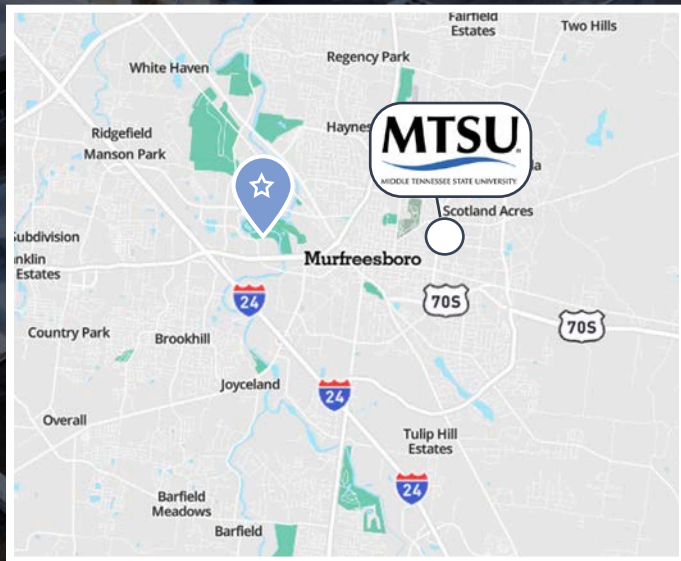 Fairfield
Estates
Two Hills
Regency Park
White Haven
Haynes
Ridgefield
Manson Park
MTSU
MIDDLE TENNESSEE STATE UNIVERSITY
Scotland Acres
Subdivision
Estates
Murfreesboro
24
70S
70S
Country Park
Brookhill
Joyceland
24
Overall
Tulip Hill
Estates
24
Barfield
Meadows
Barfield